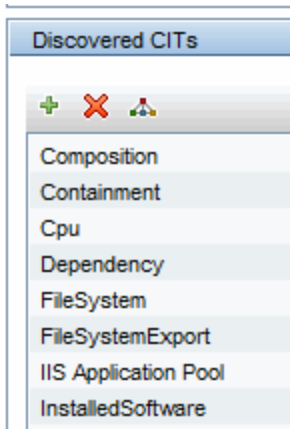 Discovered CITs
Composition
Containment
Cpu
Dependency
FileSystem
FileSystemExport
IIS Application Pool
InstalledSoftware